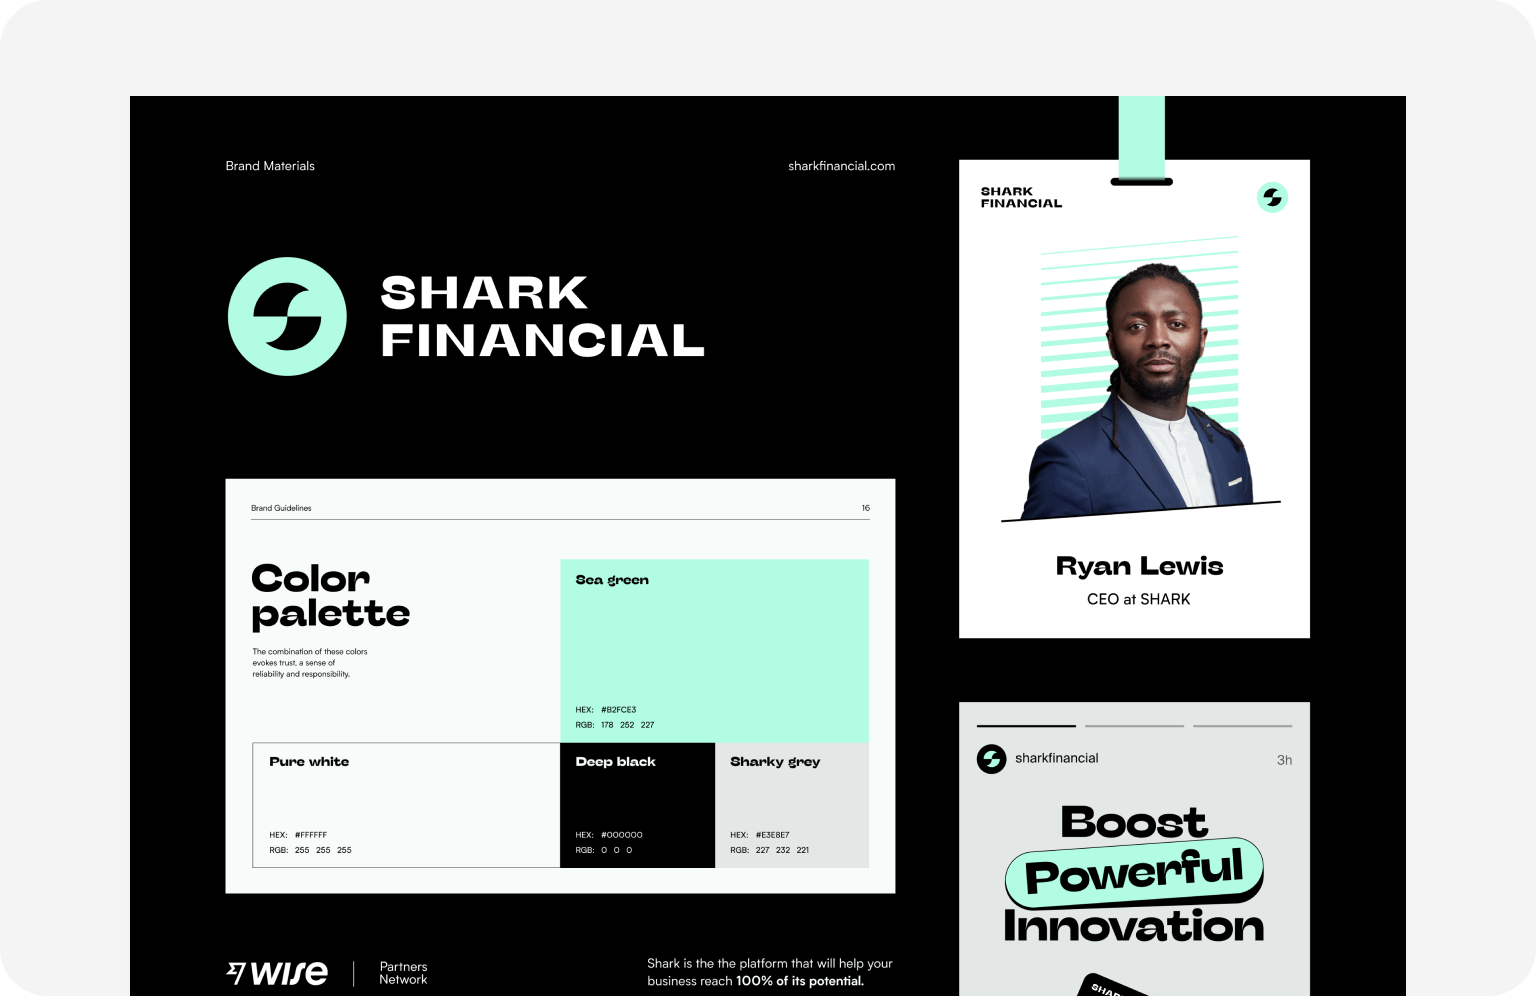 Brand Materials
sharkfinancial.com
SHARK
FINANCIAL
SHARK
FINANCIAL
Ryan Lewis
CEO at SHARK
Brand Guidelines
16
Color
palette
The combination of these colors
evokes trust, a sense of
reliability and responsibility.
Sea green
HEX: #B2FCE3
RGB: 178 252 227
Pure white
HEX: #FFFFFF
RGB: 255 255 255
Deep black
HEX: #000000
RGB: 0 0 0
Sharky grey
HEX: #E3E8E7
RGB: 227 232 221
sharkfinancial
3h
Boost
Powerful
Innovation
WISE
Partners
Network
Shark is the the platform that will help your
business reach 100% of its potential.